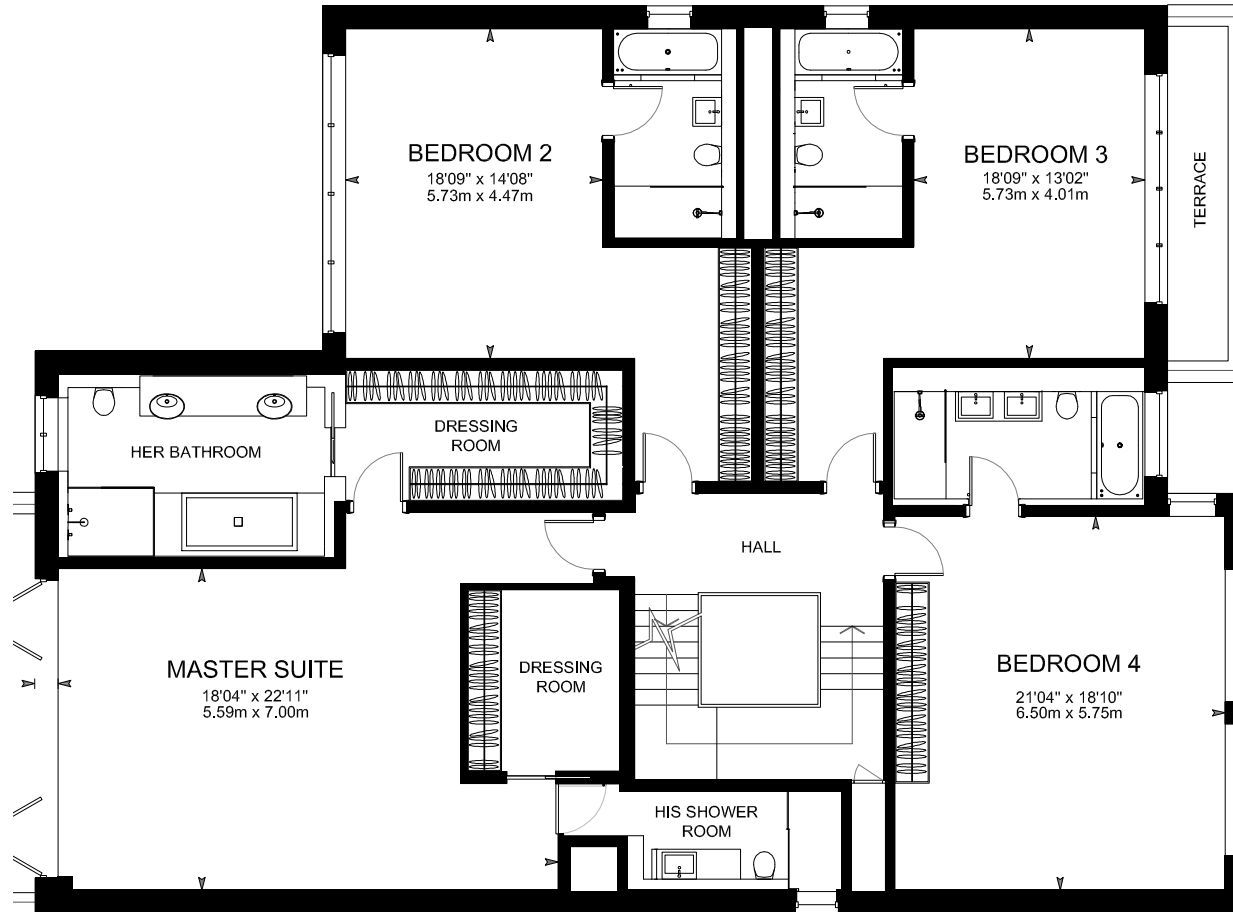 BEDROOM 2
18'09" x 14'08"
5.73m x 4.47m
BEDROOM 3
18'09" x 13'02"
5.73m x 4.01m
TERRACE
HER BATHROOM
DRESSING
ROOM
HALL
MASTER SUITE
18'04" x 22'11"
5.59m x 7.00m
DRESSING
ROOM
BEDROOM 4
21'04" x 18'10"
6.50m x 5.75m
HIS SHOWER
ROOM